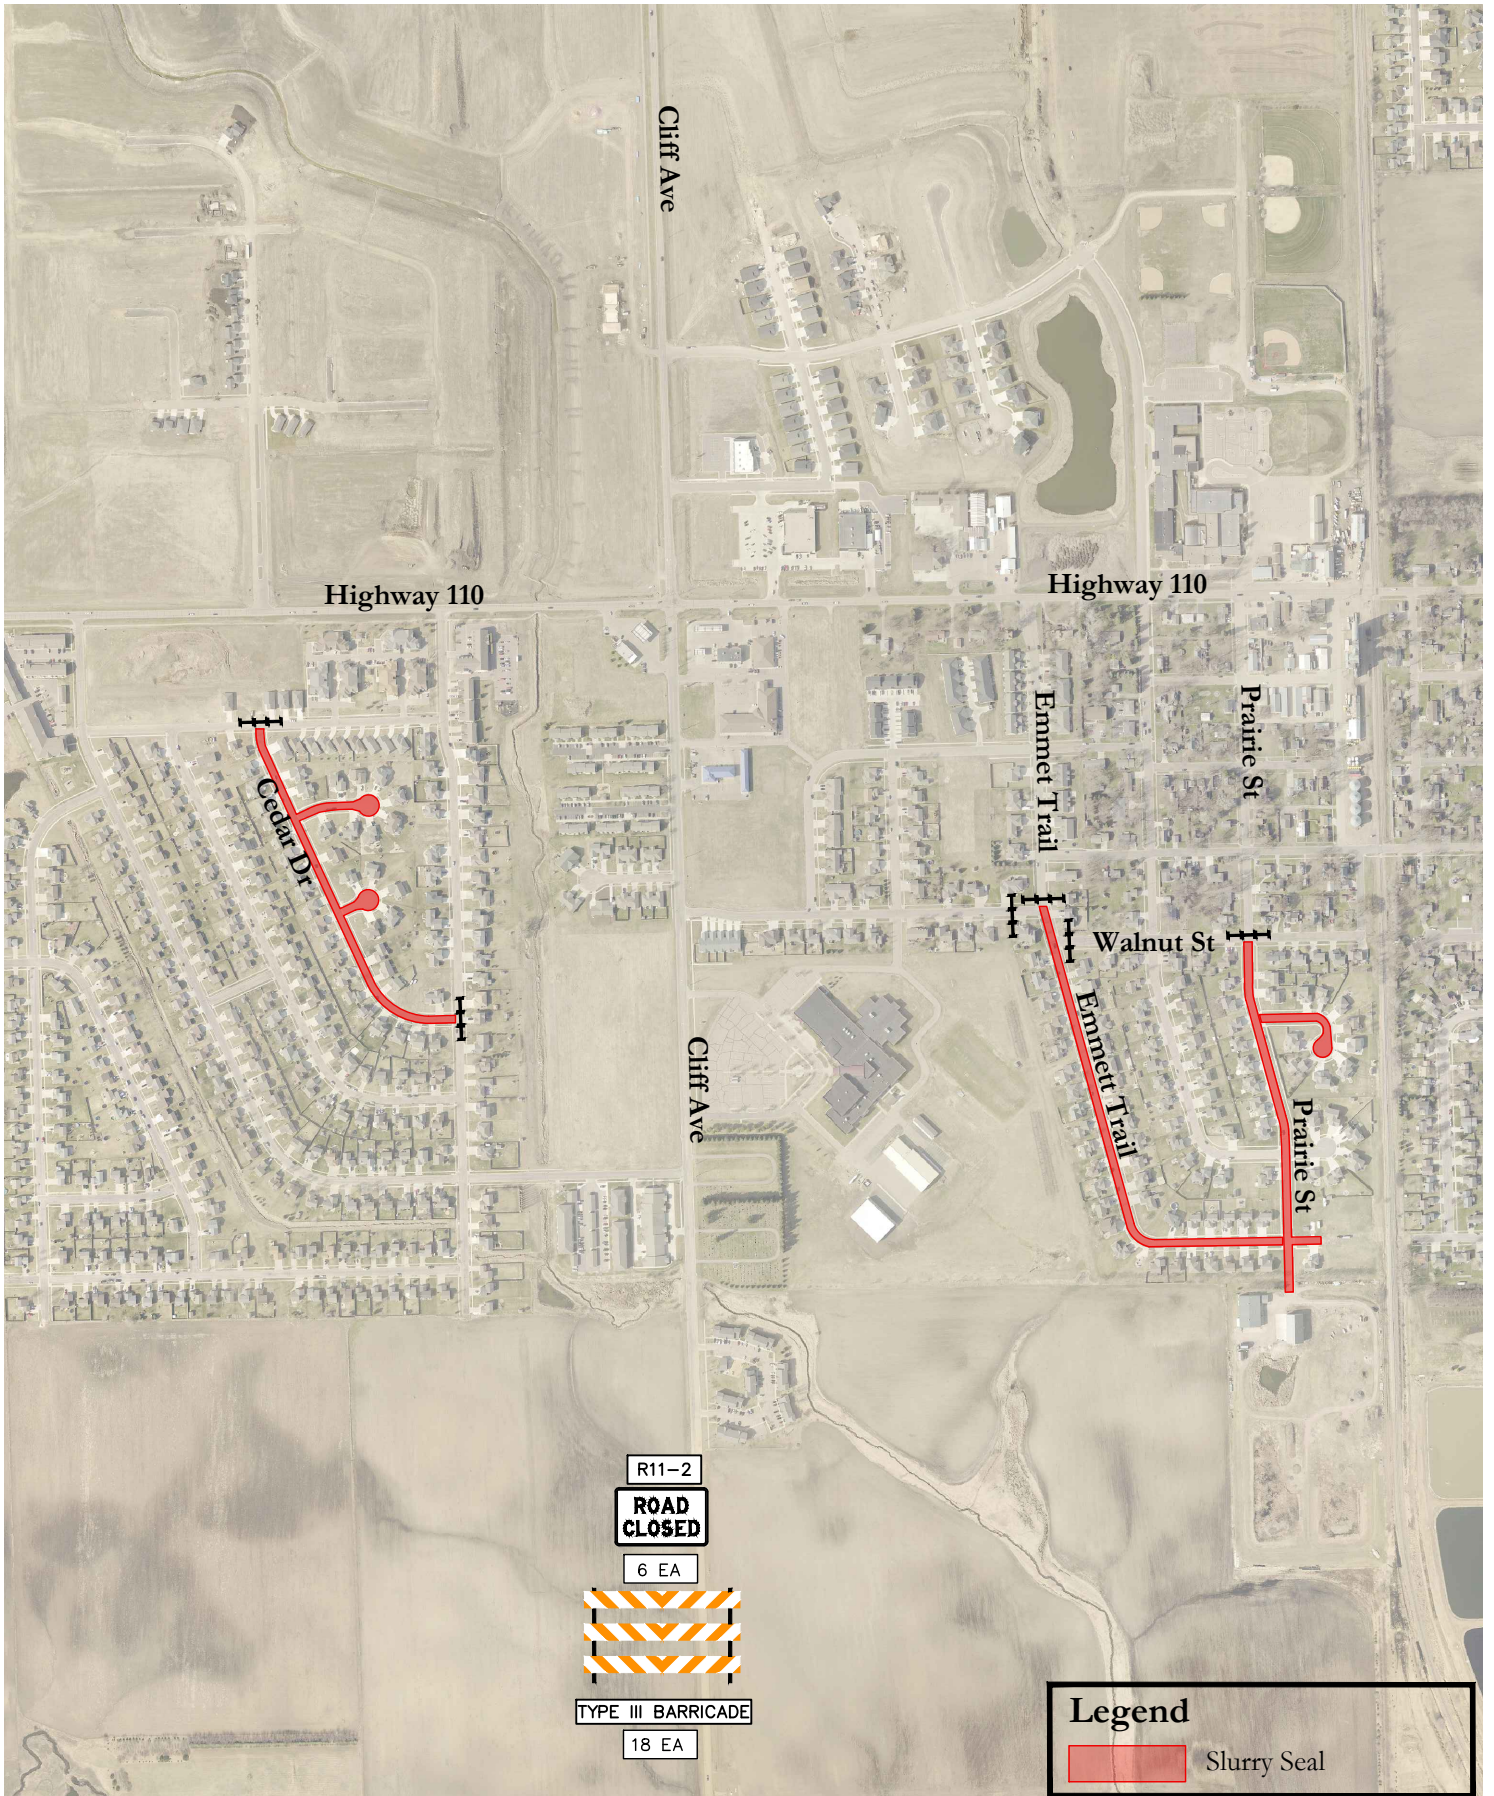 Cliff Ave
Highway 110
Highway 110
Emmet Trail
Prairie St
Cedar Dr
Walnut St
Emmett Trail
Cliff Ave
Prairie St
R11-2
ROAD
CLOSED
6 EA
TYPE III BARRICADE
18 EA
Legend
Slurry Seal